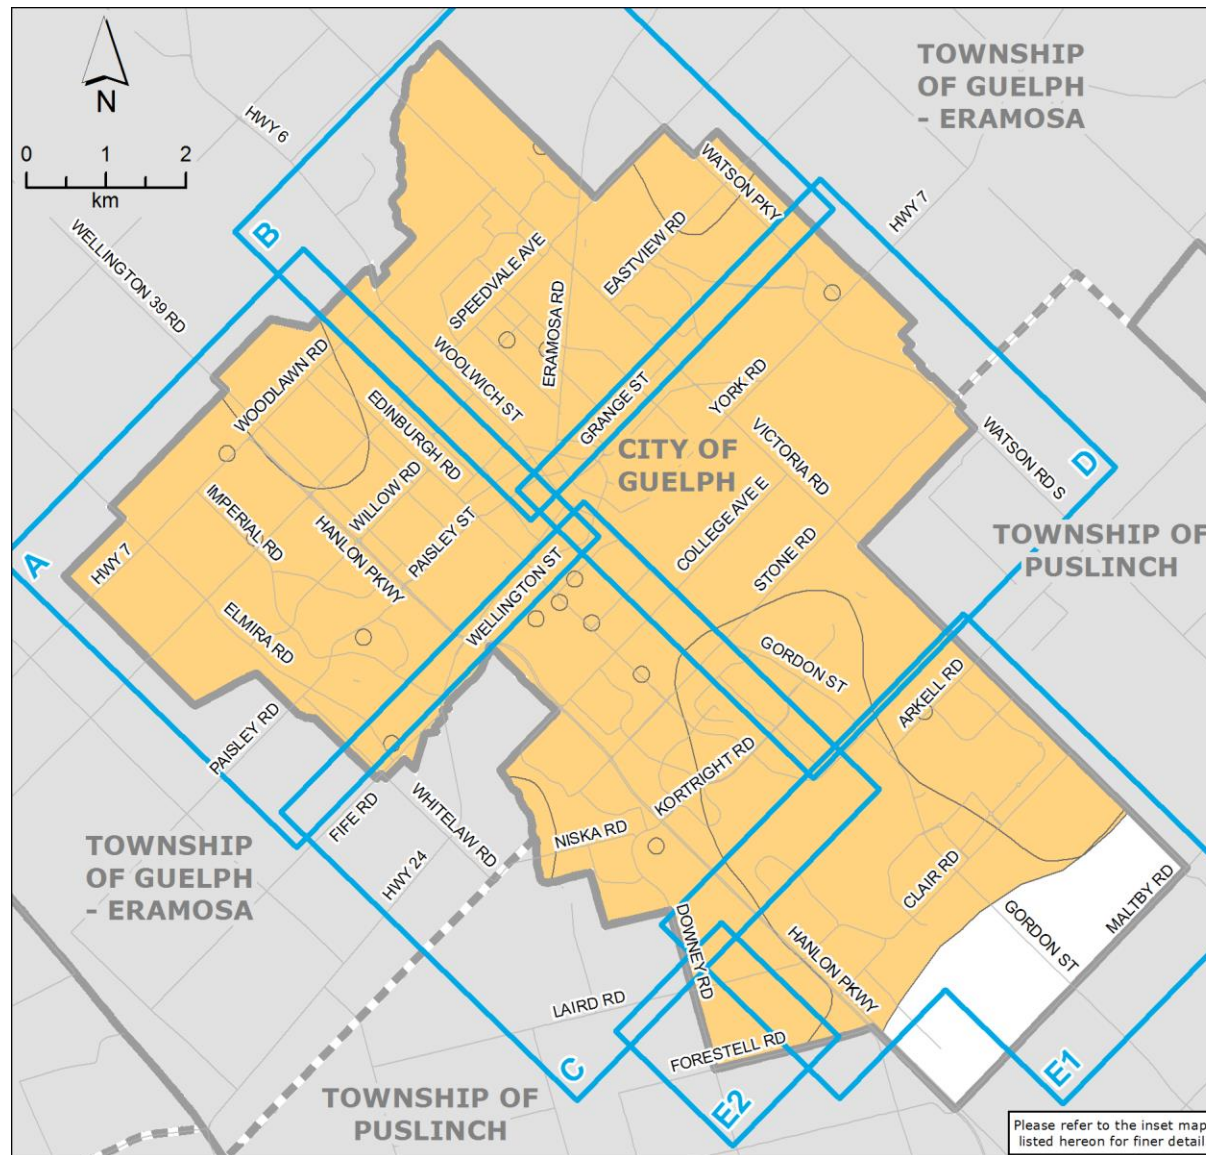 TOWNSHIP
OF GUELPH
- ERAMOSA
N
0 1 2
km
HWY 6
WATSON PKY
HWY 7
B
WELLINGTON 39 RD
SPEEDVALE AVE
EASTVIEW RD
ERAMOSA RD
WOODLAWN RD
WOOLWICH ST
EDINBURGH RD
GRANGE ST
YORK RD
CITY OF
GUELPH
VICTORIA RD
WATSON RD S
D
WILLOW RD
IMPERIAL RD
HANLON PKWY
PAISLEY ST
COLLEGE AVE E
STONE RD
TOWNSHIP OF
PUSLINCH
A
HWY 7
WELLINGTON ST
ELMIRA RD
GORDON ST
ARKELL RD
PAISLEY RD
KORTRIGHT RD
FIFE RD
WHITELAW RD
NISKA RD
HWY 24
TOWNSHIP
OF GUELPH
- ERAMOSA
CLAIR RD
MALTBY RD
GORDON ST
DOWNEY RD
HANLON PKWY
LAIRD RD
FORESTELL RD
C
E1
E2
TOWNSHIP OF
PUSLINCH
Please refer to the inset map
listed hereon for finer detail